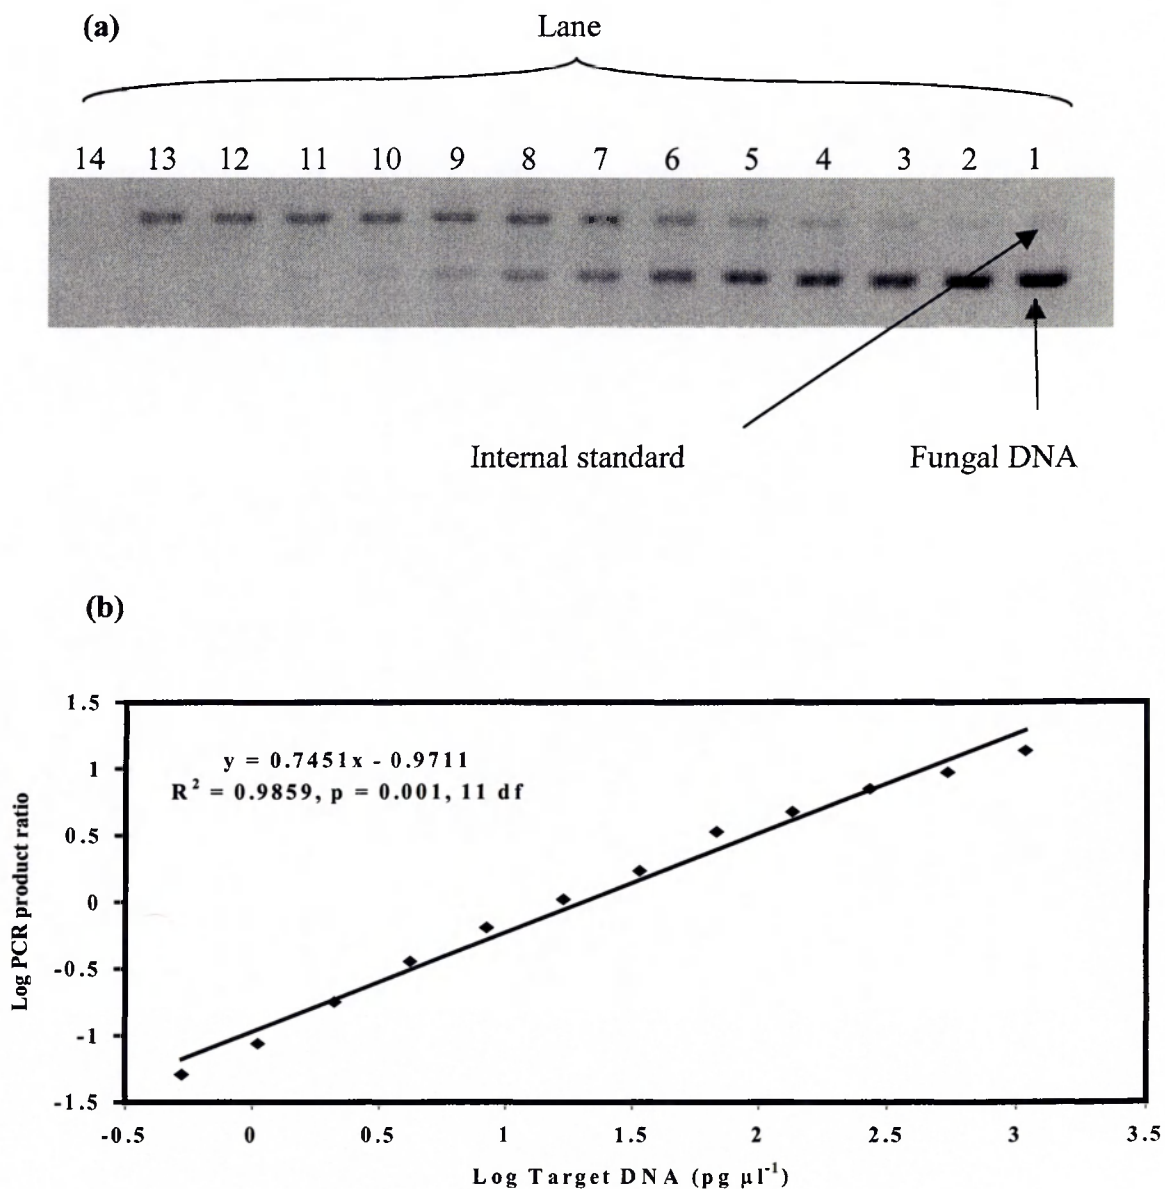 (a)
Lane
14 13 12 11 10 9 8 7 6 5 4 3 2 1
Internal standard
Fungal DNA
(b)
1.5
1
0.5
0
-0.5
-1
-1.5
Log PCR product ratio
y = 0.7451x - 0.9711
R² = 0.9859, p = 0.001, 11 df
-0.5 0 0.5 1 1.5 2 2.5 3 3.5
Log Target DNA (pg µl⁻¹)